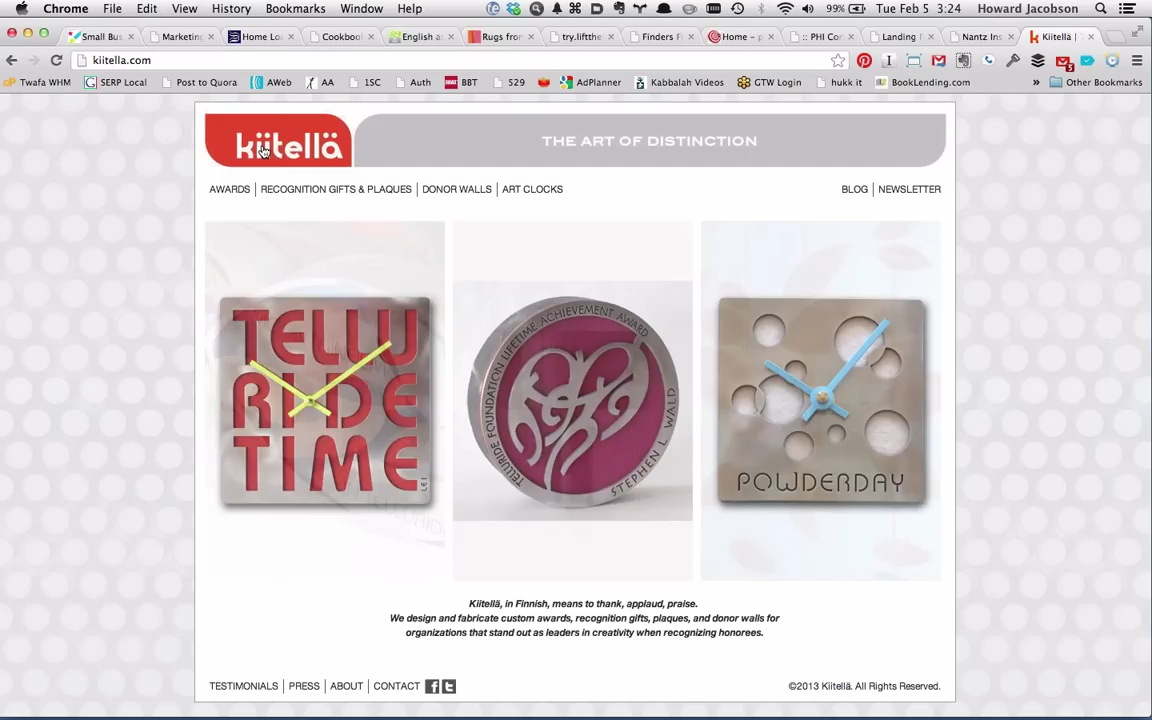 Chrome File Edit View History Bookmarks Window Help 99% Tue Feb 5 3:24 Howard Jacobson
Small Bus Marketing Home Lo Cookbook English a Rugs from try.liftthe Finders F Home – p :: PHI Co Landing Nantz Ins Kiitellä |
kiitella.com
Twafa WHM SERP Local Post to Quora AWeb AA 1SC Auth BBT 529 AdPlanner Kabbalah Videos GTW Login hukk it BookLending.com » Other Bookmarks
kiitellä
THE ART OF DISTINCTION
AWARDS | RECOGNITION GIFTS & PLAQUES | DONOR WALLS | ART CLOCKS BLOG | NEWSLETTER
TELLU
RIDE
TIME
LEI
TELLURIDE FOUNDATION LIFETIME ACHIEVEMENT AWARD
STEPHEN L. WALD
POWDERDAY
Kiitellä, in Finnish, means to thank, applaud, praise.
We design and fabricate custom awards, recognition gifts, plaques, and donor walls for
organizations that stand out as leaders in creativity when recognizing honorees.
TESTIMONIALS | PRESS | ABOUT | CONTACT ©2013 Kiitellä. All Rights Reserved.